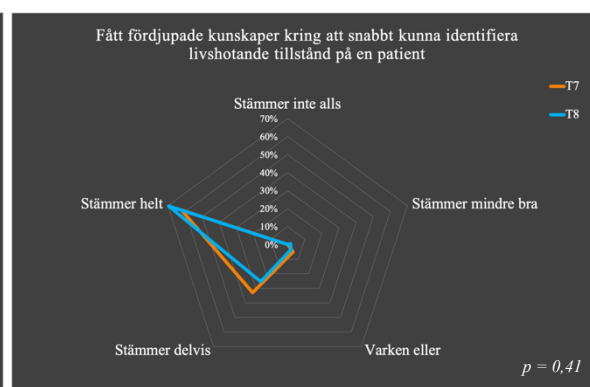 Fått fördjupade kunskaper kring att snabbt kunna identifiera
livshotande tillstånd på en patient
T7
T8
Stämmer inte alls
70%
60%
50%
40%
30%
20%
10%
0%
Stämmer helt
Stämmer mindre bra
Stämmer delvis
Varken eller
p = 0,41